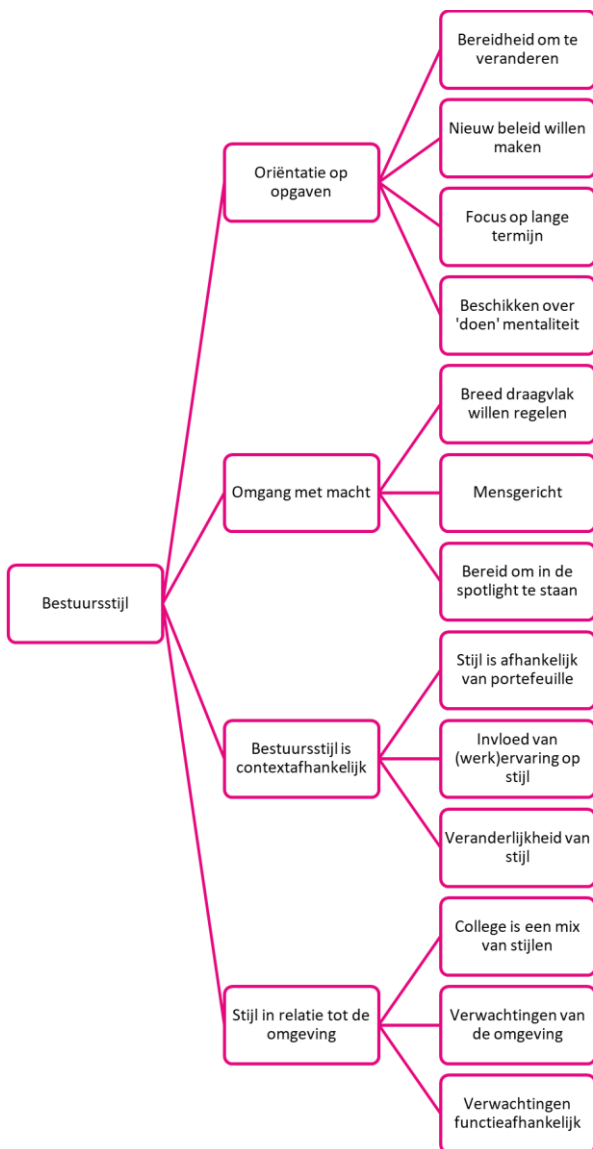 Bestuursstijl
Oriëntatie op
opgaven
Bereidheid om te
veranderen
Nieuw beleid willen
maken
Focus op lange
termijn
Beschikken over
'doen' mentaliteit
Omgang met macht
Breed draagvlak
willen regelen
Mensgericht
Bereid om in de
spotlight te staan
Bestuursstijl is
contextafhankelijk
Stijl is afhankelijk
van portefeuille
Invloed van
(werk)ervaring op
stijl
Veranderlijkheid van
stijl
Stijl in relatie tot de
omgeving
College is een mix
van stijlen
Verwachtingen van
de omgeving
Verwachtingen
functieafhankelijk